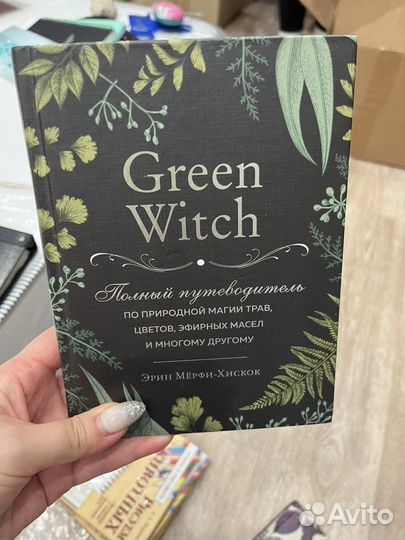 Green
Witch
Полный путеводитель
ПО ПРИРОДНОЙ МАГИИ ТРАВ,
ЦВЕТОВ, ЭФИРНЫХ МАСЕЛ
И МНОГОМУ ДРУГОМУ
ЭРИН МЁРФИ-ХИСКОК
Avito